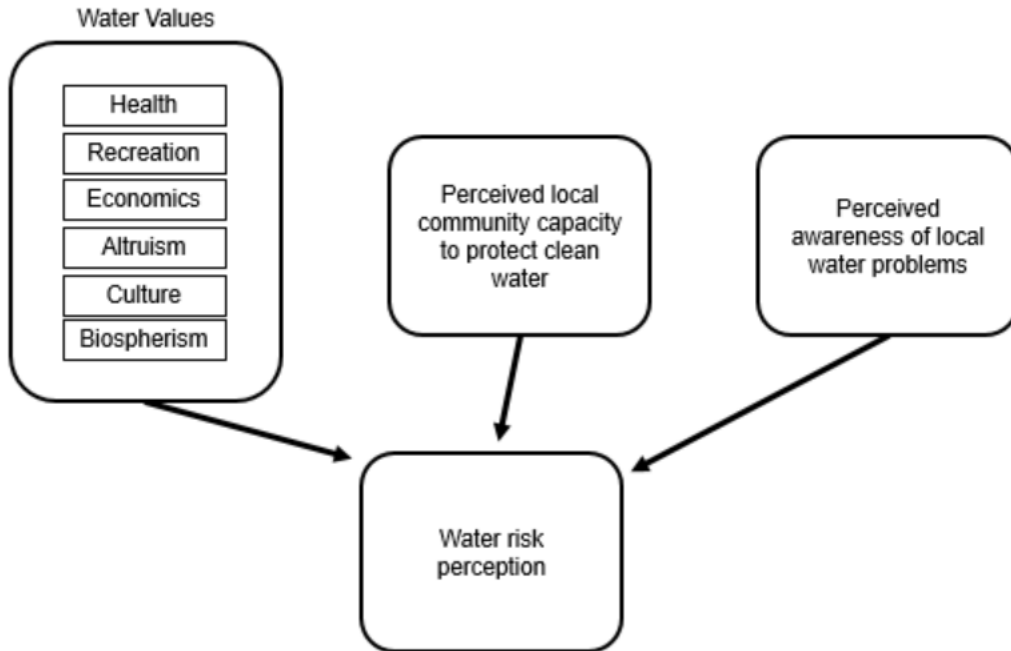 Water Values
Health
Recreation
Economics
Altruism
Culture
Biospherism
Perceived local
community capacity
to protect clean
water
Perceived
awareness of local
water problems
Water risk
perception